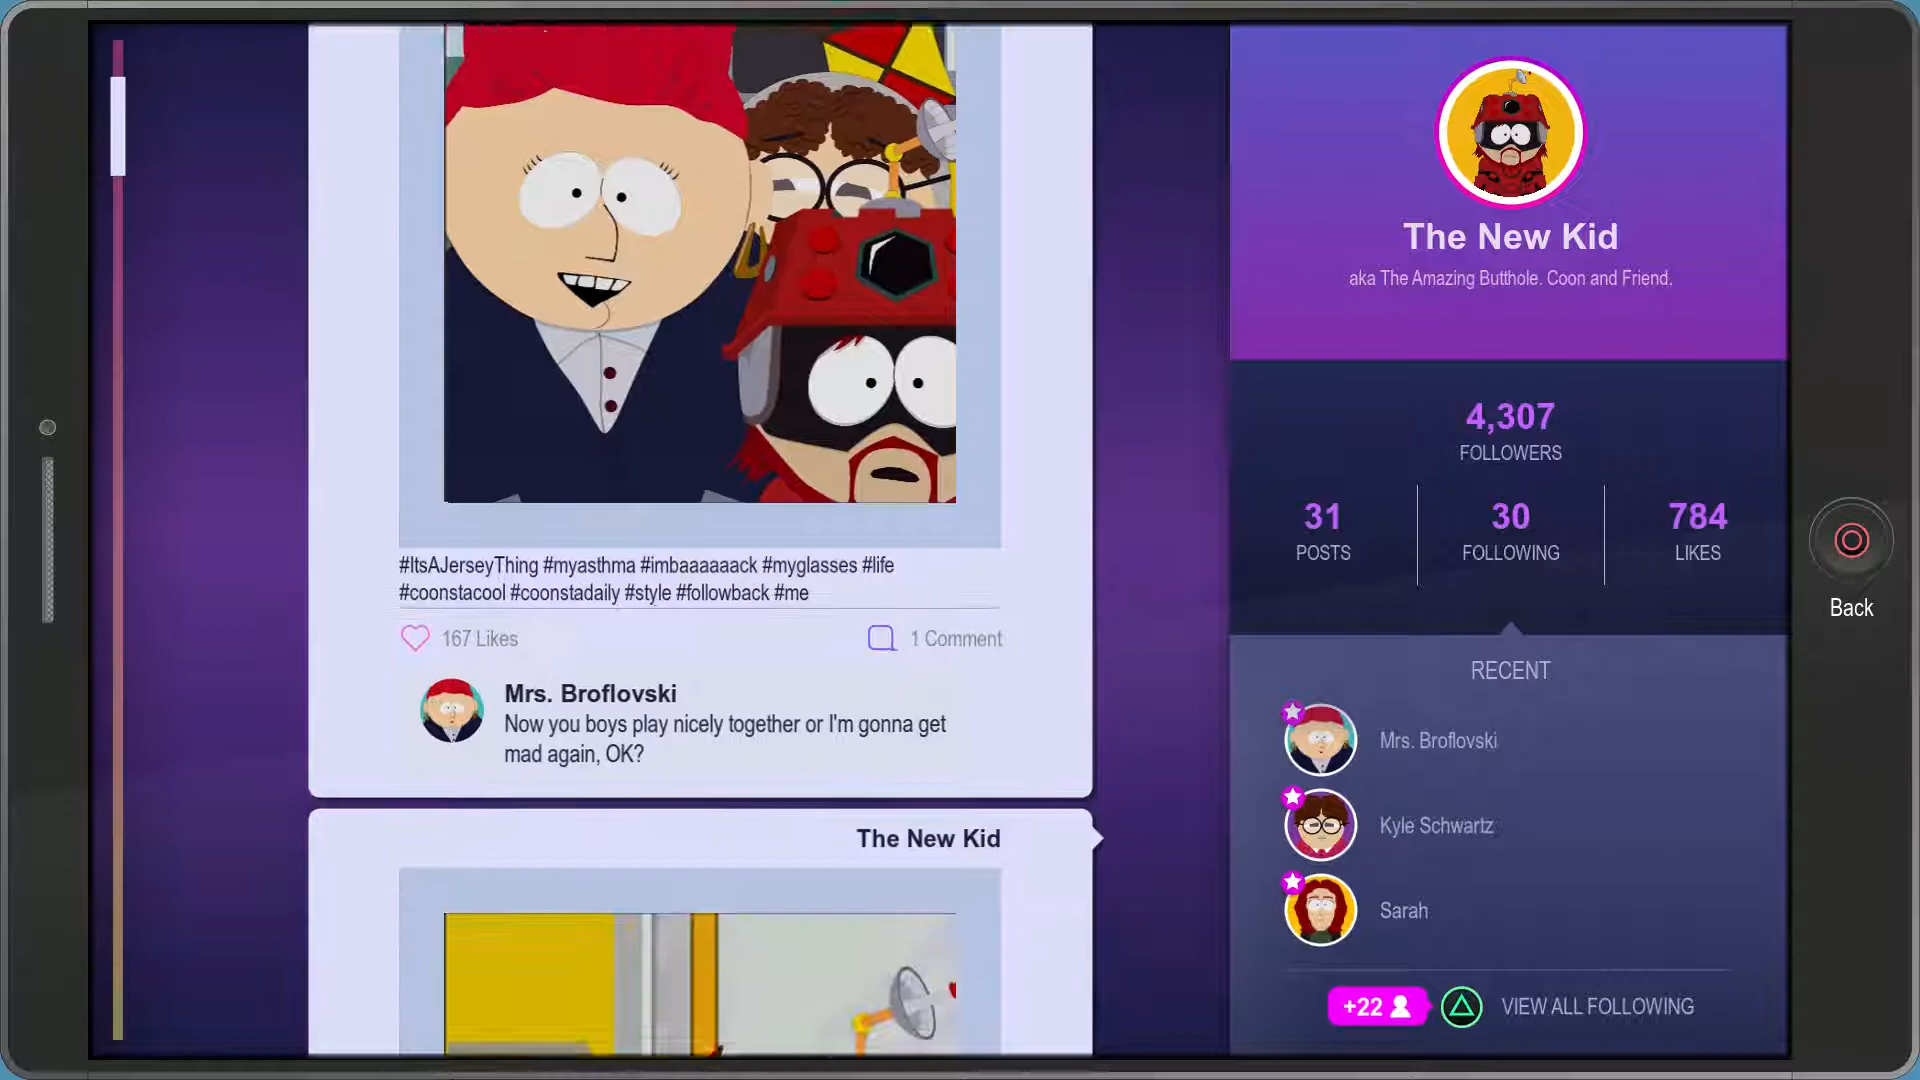 #ItsAJerseyThing #myasthma #imbaaaaaack #myglasses #life
#coonstacool #coonstadaily #style #followback #me
167 Likes
1 Comment
Mrs. Broflovski
Now you boys play nicely together or I'm gonna get
mad again, OK?
The New Kid
The New Kid
aka The Amazing Butthole. Coon and Friend.
4,307
FOLLOWERS
31
POSTS
30
FOLLOWING
784
LIKES
RECENT
Mrs. Broflovski
Kyle Schwartz
Sarah
+22
VIEW ALL FOLLOWING
Back